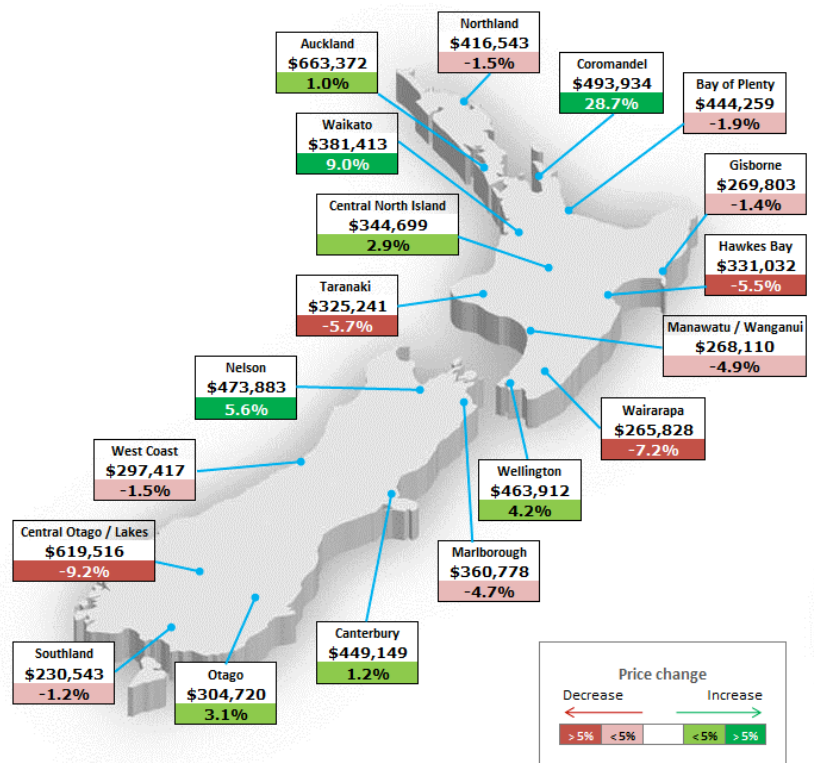 Northland
$416,543
-1.5%
Auckland
$663,372
1.0%
Coromandel
$493,934
28.7%
Bay of Plenty
$444,259
-1.9%
Waikato
$381,413
9.0%
Gisborne
$269,803
-1.4%
Central North Island
$344,699
2.9%
Hawkes Bay
$331,032
-5.5%
Taranaki
$325,241
-5.7%
Manawatu / Wanganui
$268,110
-4.9%
Nelson
$473,883
5.6%
Wairarapa
$265,828
-7.2%
West Coast
$297,417
-1.5%
Wellington
$463,912
4.2%
Central Otago / Lakes
$619,516
-9.2%
Marlborough
$360,778
-4.7%
Canterbury
$449,149
1.2%
Southland
$230,543
-1.2%
Otago
$304,720
3.1%
Price change
Decrease Increase
> 5% < 5% < 5% > 5%